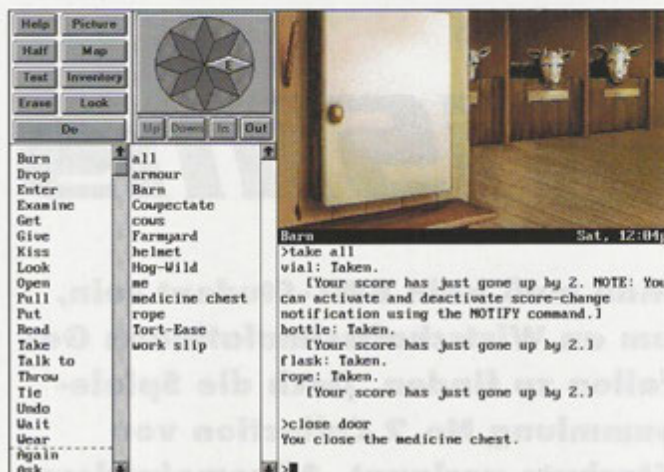 Help Picture
Half Map
Text Inventory
Erase Look
Do
E
Up Down In Out
Burn
Drop
Enter
Examine
Get
Give
Kiss
Look
Open
Pull
Put
Read
Take
Talk to
Throw
Tie
Undo
Wait
Wear
Again
Ask
all
armour
Barn
Cowpectate
cows
Farmyard
helmet
Hog-Wild
me
medicine chest
rope
Tort-Ease
work slip
Barn Sat, 12:04p
>take all
vial: Taken.
[Your score has just gone up by 2. NOTE: You
can activate and deactivate score-change
notification using the NOTIFY command.]
bottle: Taken.
[Your score has just gone up by 2.]
flask: Taken.
rope: Taken.
[Your score has just gone up by 2.]
>close door
You close the medicine chest.
>